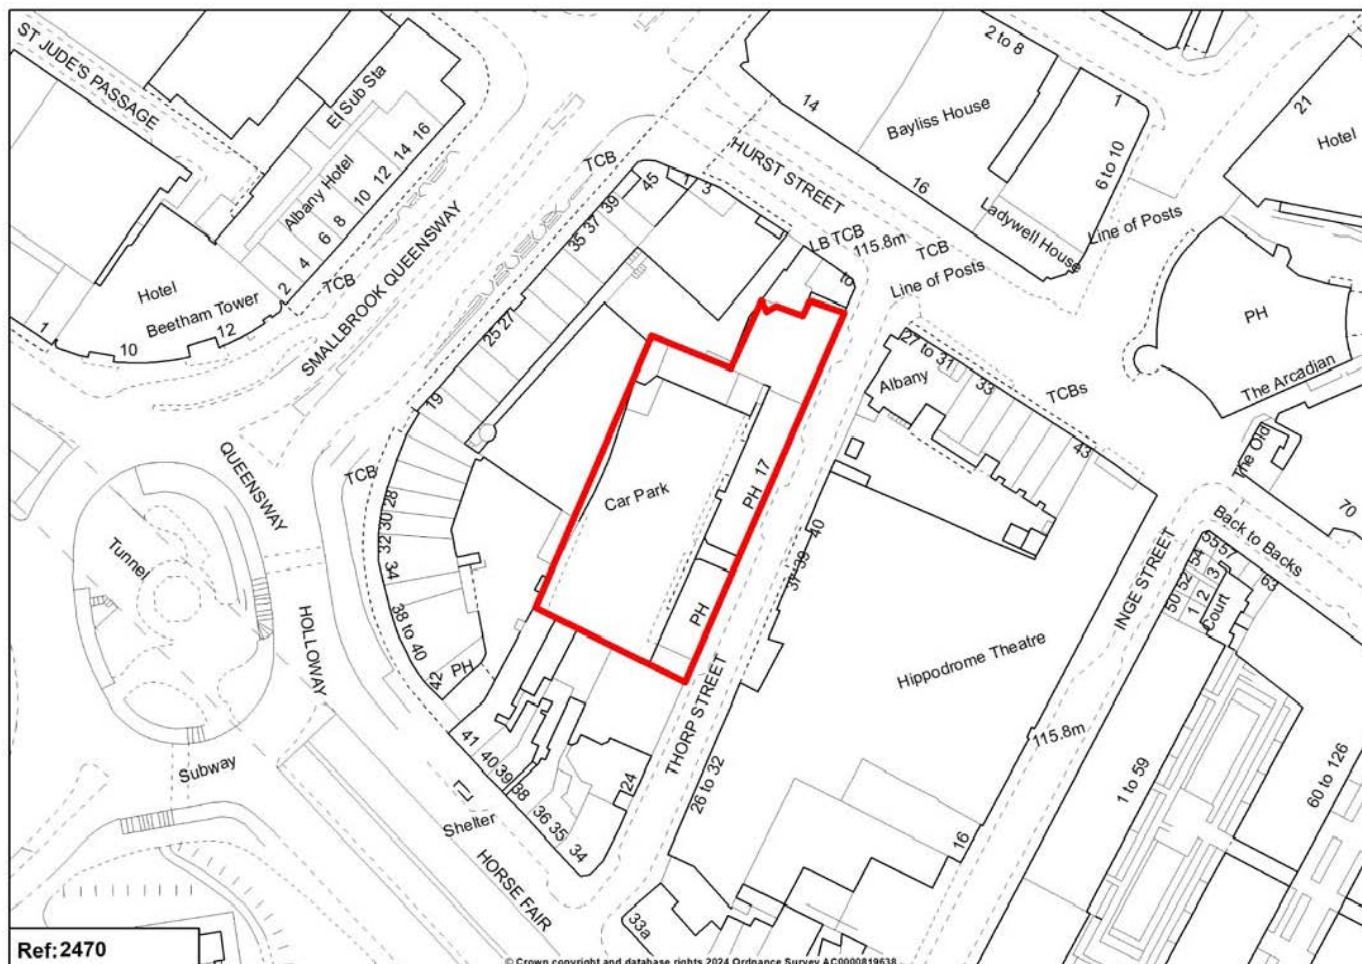 ST JUDE'S PASSAGE
El Sub Sta
Albany Hotel
16
14
12
10
8
6
4
2
TCB
Hotel
Beetham Tower
1
10
12
SMALLBROOK QUEENSWAY
TCB
45
3
39
37
35
27
25
19
HURST STREET
14
16
2 to 8
Bayliss House
1
6 to 10
Ladywell House
Line of Posts
21
Hotel
LB TCB
115.8m
TCB
Line of Posts
PH
The Arcadian
TCBs
27 to 31
33
Albany
43
The Old
70
Back to Backs
QUEENSWAY
TCB
28
30
32
34
38 to 40
42
PH
Tunnel
HOLLOWAY
Subway
Car Park
PH 17
PH
40
37 39
Hippodrome Theatre
INGE STREET
55
57
54
52
50
3
2
1
Court
63
115.8m
1 to 59
60 to 126
THORP STREET
26 to 32
24
16
41
40
39
38
36
35
34
Shelter
HORSE FAIR
33a
Ref:2470
© Crown copyright and database rights 2024 Ordnance Survey AC0000819638